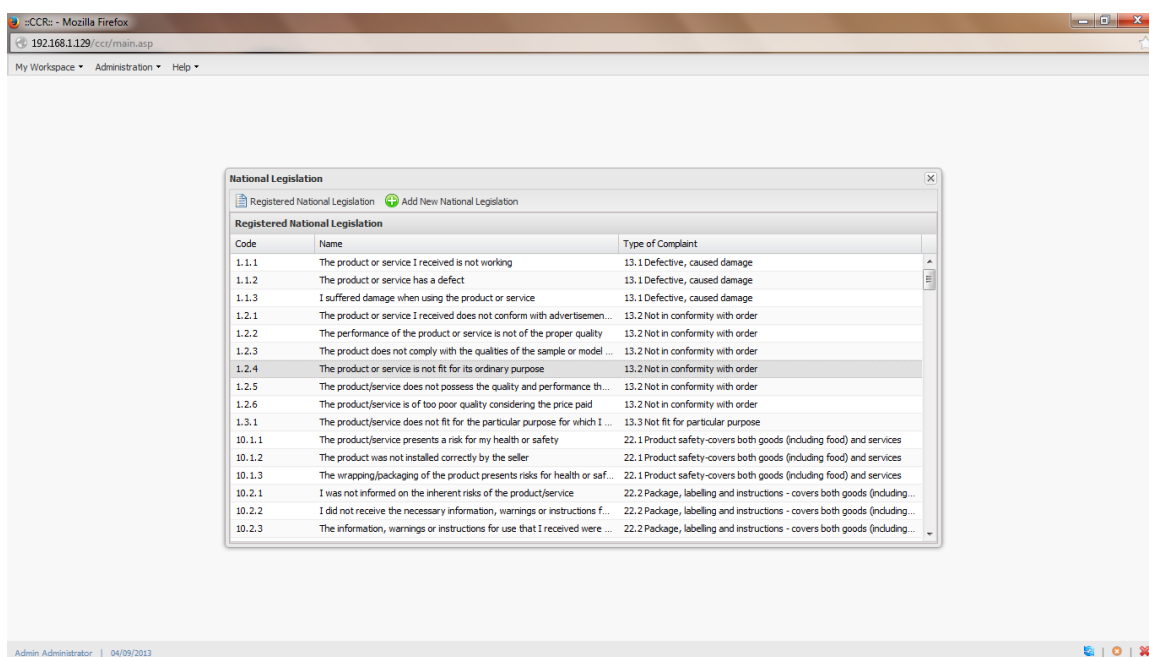 ::CCR:: - Mozilla Firefox
192.168.1.129/ccr/main.asp
My Workspace Administration Help
National Legislation
Registered National Legislation Add New National Legislation
Registered National Legislation
Code Name Type of Complaint
1.1.1 The product or service I received is not working 13.1 Defective, caused damage
1.1.2 The product or service has a defect 13.1 Defective, caused damage
1.1.3 I suffered damage when using the product or service 13.1 Defective, caused damage
1.2.1 The product or service I received does not conform with advertisemen... 13.2 Not in conformity with order
1.2.2 The performance of the product or service is not of the proper quality 13.2 Not in conformity with order
1.2.3 The product does not comply with the qualities of the sample or model ... 13.2 Not in conformity with order
1.2.4 The product or service is not fit for its ordinary purpose 13.2 Not in conformity with order
1.2.5 The product/service does not possess the quality and performance th... 13.2 Not in conformity with order
1.2.6 The product/service is of too poor quality considering the price paid 13.2 Not in conformity with order
1.3.1 The product/service does not fit for the particular purpose for which I ... 13.3 Not fit for particular purpose
10.1.1 The product/service presents a risk for my health or safety 22.1 Product safety-covers both goods (including food) and services
10.1.2 The product was not installed correctly by the seller 22.1 Product safety-covers both goods (including food) and services
10.1.3 The wrapping/packaging of the product presents risks for health or saf... 22.1 Product safety-covers both goods (including food) and services
10.2.1 I was not informed on the inherent risks of the product/service 22.2 Package, labelling and instructions - covers both goods (including...
10.2.2 I did not receive the necessary information, warnings or instructions f... 22.2 Package, labelling and instructions - covers both goods (including...
10.2.3 The information, warnings or instructions for use that I received were ... 22.2 Package, labelling and instructions - covers both goods (including...
Admin Administrator | 04/09/2013